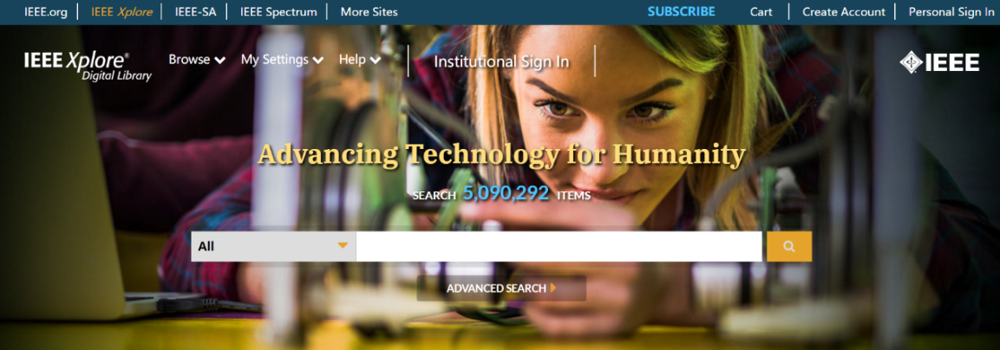 IEEE.org IEEE Xplore IEEE-SA IEEE Spectrum More Sites SUBSCRIBE Cart Create Account Personal Sign In
IEEE Xplore® Browse My Settings Help Institutional Sign In IEEE
Digital Library
Advancing Technology for Humanity
SEARCH 5,090,292 ITEMS
All
ADVANCED SEARCH